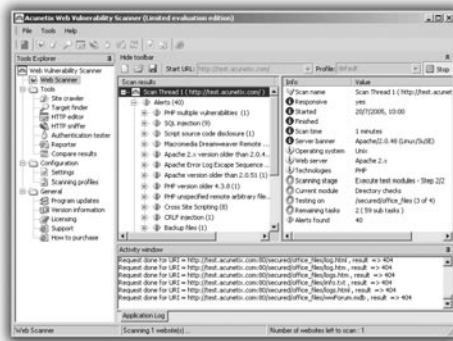 Acunetix Web Vulnerability Scanner (Limited evaluation edition)
File Tools Help
Tools Explorer
Web Vulnerability Scanner
Web Scanner
Tools
Site crawler
Target finder
HTTP editor
HTTP sniffer
Authentication tester
Reporter
Compare results
Configuration
Settings
Scanning profiles
General
Program updates
Version information
Licensing
Support
How to purchase
Hide toolbar
Start URL: http://test.acunetix.com/ Profile: default Stop
Scan results
Scan Thread 1 ( http://test.acunetix.com/ )
Alerts (40)
PHP multiple vulnerabilities (1)
SQL injection (9)
Script source code disclosure (1)
Macromedia Dreamweaver Remote ...
Apache 2.x version older than 2.0.4...
Apache Error Log Escape Sequence ...
Apache version older than 2.0.51 (1)
PHP version older 4.3.8 (1)
PHP unspecified remote arbitrary file...
Cross Site Scripting (8)
CRLF injection (1)
Backup files (1)
Info Value
Scan name Scan Thread 1 ( http://test.acunetix.com/ )
Responsive yes
Started 20/7/2005, 10:00
Finished
Scan time 1 minutes
Server banner Apache/2.0.48 (Linux/SuSE)
Operating system Unix
Web server Apache 2.x
Technologies PHP
Scanning stage Execute test modules - Step 2/2
Current module Directory checks
Testing on /secured/office_files (3 of 4)
Remaining tasks 2 ( 59 sub tasks )
Alerts found 40
Activity window
Request done for URI = http://test.acunetix.com:80/secured/office_files/log.html , result => 404
Request done for URI = http://test.acunetix.com:80/secured/office_files/log.htm , result => 404
Request done for URI = http://test.acunetix.com:80/secured/office_files/info.txt , result => 404
Request done for URI = http://test.acunetix.com:80/secured/office_files/logs.html , result => 404
Request done for URI = http://test.acunetix.com:80/secured/office_files/wwForum.mdb , result => 404
Application Log
Web Scanner Scanning 1 website(s)... Number of websites left to scan : 1